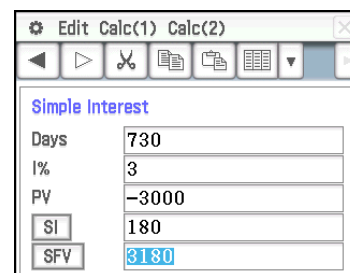 Edit Calc(1) Calc(2)
Simple Interest
Days 730
I% 3
PV −3000
SI 180
SFV 3180